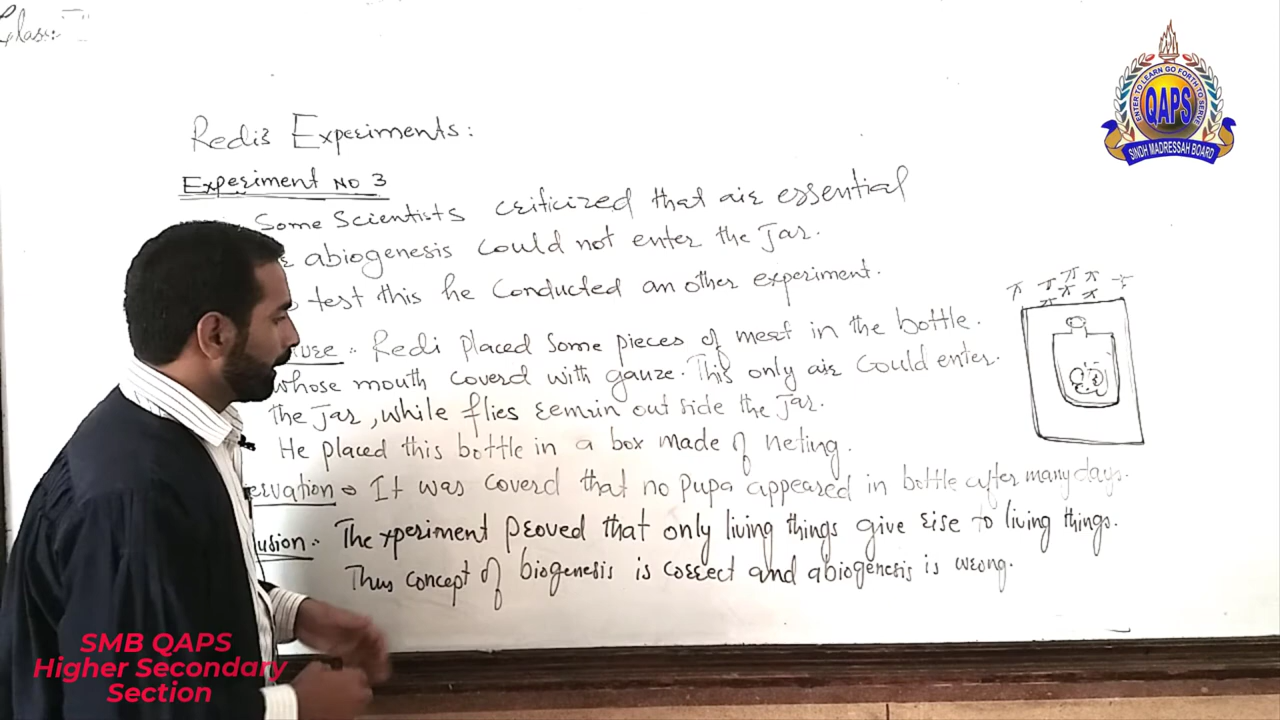 Class:
Redi's Experiments:
Experiment No 3
Some Scientists criticized that air essential
abiogenesis could not enter the Jar.
test this he Conducted an other experiment.
Redi placed Some pieces of meat in the bottle.
whose mouth coverd with gauze. This only air Could enter.
the Jar, while flies remin out side the Jar.
He placed this bottle in a box made of neting.
ervation It was coverd that no Pupa appeared in bottle after many days.
lusion:- The xperiment Proved that only living things give rise to living things.
Thus concept of biogenesis is correct and abiogenesis is wrong.
ENTER TO LEARN GO FORTH TO SERVE
QAPS
SINDH MADRESSAH BOARD
SMB QAPS
Higher Secondary
Section